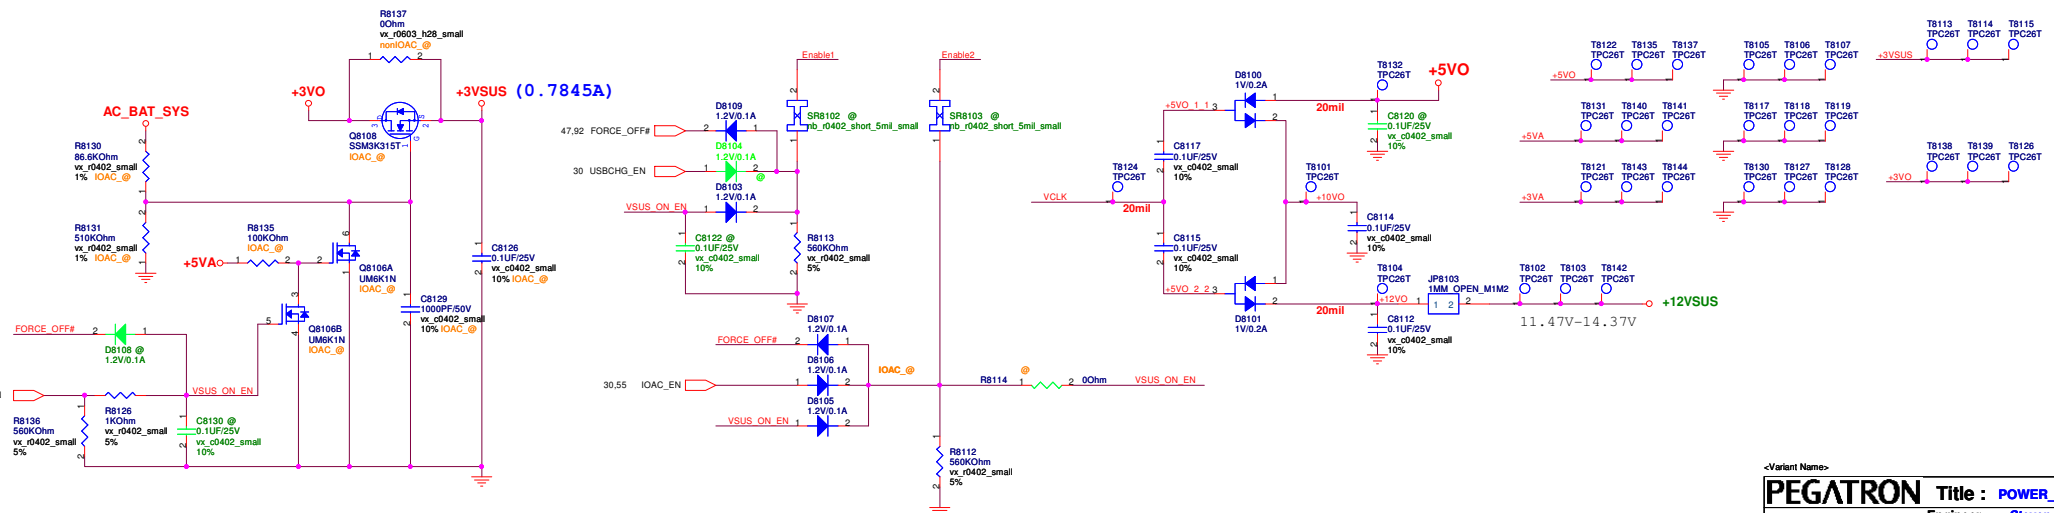 R8137
0Ohm
vx_r0603_h28_small
nonIOAC_@
1
2
+3VO
+3VSUS (0.7845A)
AC_BAT_SYS
Q8108
SSM3K315T
IOAC_@
R8130
86.6KOhm
vx_r0402_small
1% IOAC_@
R8131
510KOhm
vx_r0402_small
1% IOAC_@
R8135
100KOhm
IOAC_@
+5VA
Q8106A
UM6K1N
IOAC_@
Q8106B
UM6K1N
IOAC_@
C8126
0.1UF/25V
vx_c0402_small
10% IOAC_@
C8129
1000PF/50V
vx_c0402_small
10% IOAC_@
FORCE_OFF#
D8108 @
1.2V/0.1A
VSUS_ON_EN
R8136
560KOhm
vx_r0402_small
5%
R8126
1KOhm
vx_r0402_small
5%
C8130 @
0.1UF/25V
vx_c0402_small
10%
Enable1
Enable2
D8109
1.2V/0.1A
47,92 FORCE_OFF#
D8104
1.2V/0.1A
@
30 USBCHG_EN
D8103
1.2V/0.1A
VSUS_ON_EN
SR8102 @
nb_r0402_short_5mil_small
SR8103 @
nb_r0402_short_5mil_small
C8122 @
0.1UF/25V
vx_c0402_small
10%
R8113
560KOhm
vx_r0402_small
5%
D8107
1.2V/0.1A
FORCE_OFF#
D8106
1.2V/0.1A
30,55 IOAC_EN
D8105
1.2V/0.1A
VSUS_ON_EN
IOAC_@
R8114
@
0Ohm
VSUS_ON_EN
R8112
560KOhm
vx_r0402_small
5%
D8100
1V/0.2A
T8132
TPC26T
+5VO
20mil
+5VO_1_1
C8120 @
0.1UF/25V
vx_c0402_small
10%
C8117
0.1UF/25V
vx_c0402_small
10%
T8124
TPC26T
VCLK
20mil
T8101
TPC26T
+10VO
C8114
0.1UF/25V
vx_c0402_small
10%
C8115
0.1UF/25V
vx_c0402_small
10%
+5VO_2_2
D8101
1V/0.2A
T8104
TPC26T
+12VO
20mil
C8112
0.1UF/25V
vx_c0402_small
10%
JP8103
1MM_OPEN_M1M2
T8102
TPC26T
T8103
TPC26T
T8142
TPC26T
+12VSUS
11.47V-14.37V
T8122
TPC26T
T8135
TPC26T
T8137
TPC26T
+5VO
T8105
TPC26T
T8106
TPC26T
T8107
TPC26T
T8113
TPC26T
T8114
TPC26T
T8115
TPC26T
+3VSUS
T8131
TPC26T
T8140
TPC26T
T8141
TPC26T
+5VA
T8117
TPC26T
T8118
TPC26T
T8119
TPC26T
T8138
TPC26T
T8139
TPC26T
T8126
TPC26T
+3VO
T8121
TPC26T
T8143
TPC26T
T8144
TPC26T
+3VA
T8130
TPC26T
T8127
TPC26T
T8128
TPC26T
<Variant Name>
PEGATRON Title : POWER_